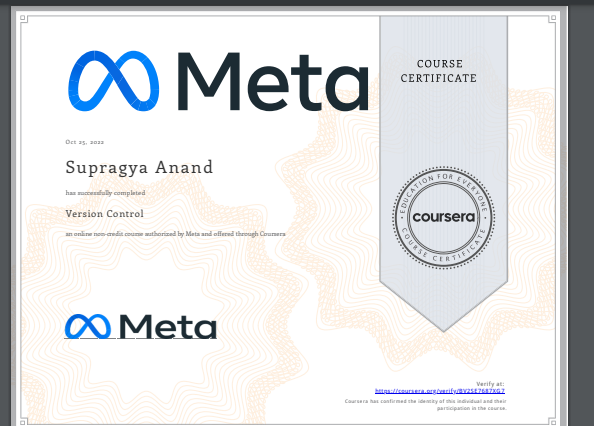 Meta
COURSE
CERTIFICATE
Oct 25, 2022
Supragya Anand
has successfully completed
Version Control
an online non-credit course authorized by Meta and offered through Coursera
EDUCATION FOR EVERYONE
coursera
COURSE CERTIFICATE
Meta
Verify at:
https://coursera.org/verify/BV2SE7687XG7
Coursera has confirmed the identity of this individual and their
participation in the course.